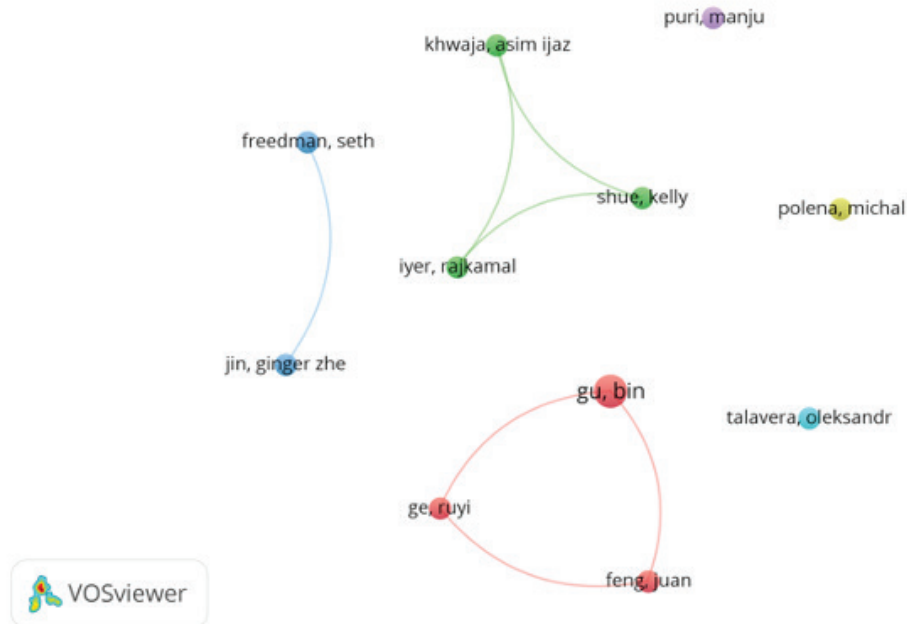 puri, manju
khwaja, asim ijaz
freedman, seth
shue, kelly
polena, michal
iyer, rajkamal
jin, ginger zhe
gu, bin
talavera, oleksandr
ge, ruyi
feng, juan
VOSviewer